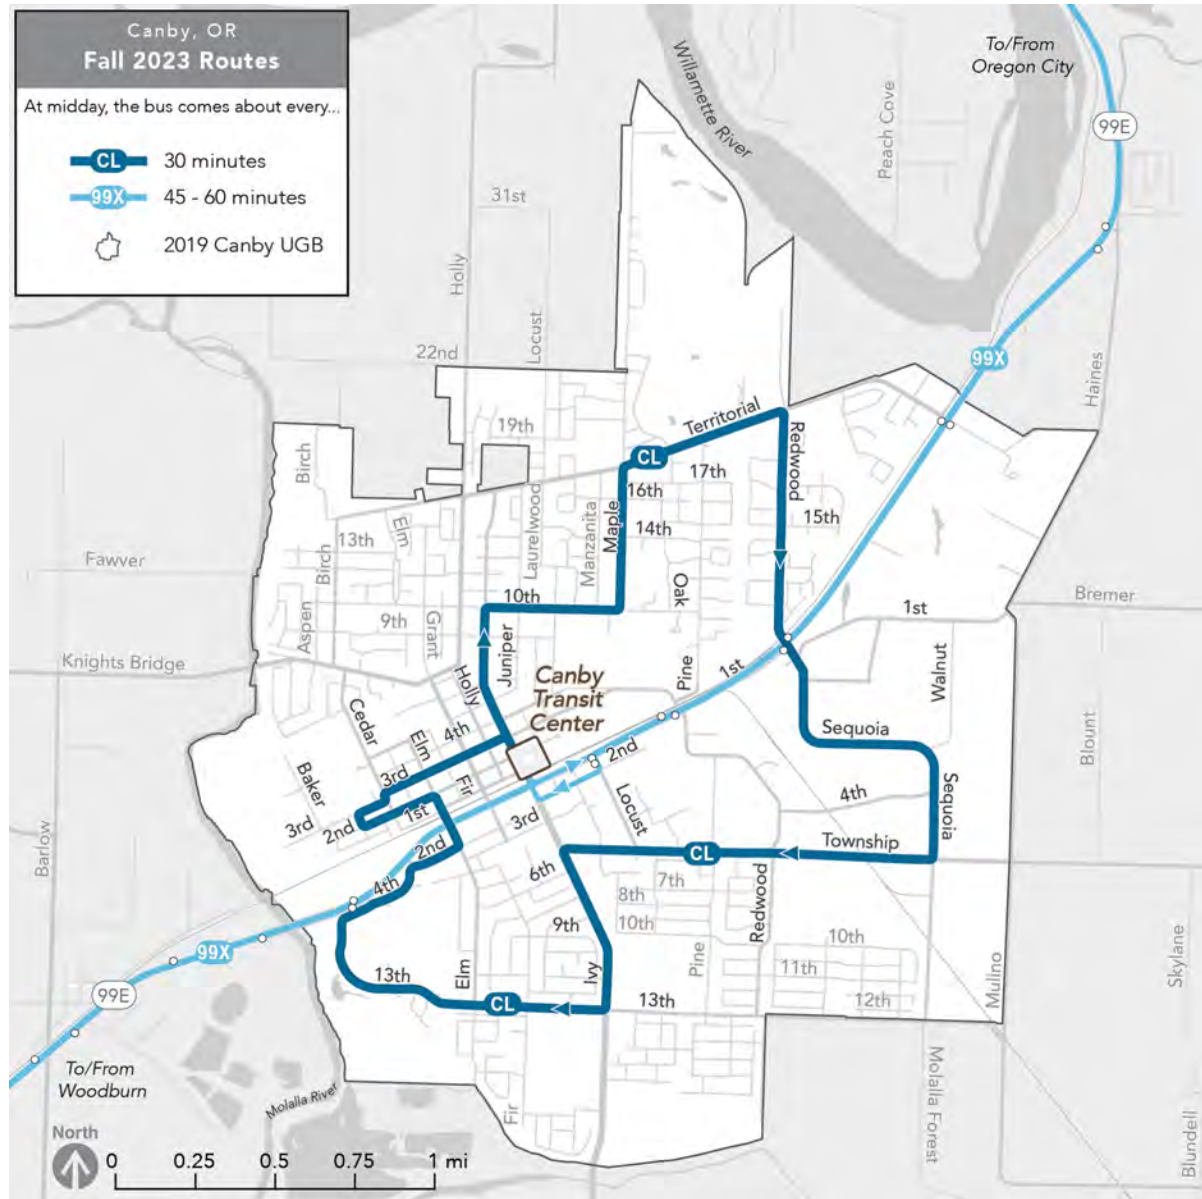 Canby, OR
Fall 2023 Routes
At midday, the bus comes about every...
CL 30 minutes
99X 45 - 60 minutes
2019 Canby UGB
To/From
Oregon City
99E
Willamette River
Peach Cove
31st
Holly
Locust
22nd
99X
Haines
Territorial
Redwood
19th
CL
17th
Birch
16th
Laurelwood
Manzanita
Maple
14th
15th
Elm
13th
Birch
Fawver
10th
Oak
1st
Bremer
Aspen
9th
Grant
Knights Bridge
Juniper
Holly
Canby
Transit
Center
Pine
1st
Walnut
Cedar
4th
Elm
Sequoia
Blount
3rd
Fir
2nd
Baker
4th
Sequoia
1st
Locust
3rd
2nd
3rd
Township
Barlow
2nd
CL
6th
4th
7th
8th
Redwood
9th
10th
10th
99X
Skylane
13th
Elm
Ivy
Pine
11th
Mulino
99E
CL
13th
12th
To/From
Woodburn
Molalla River
Fir
Molalla Forest
Blundell
North
0 0.25 0.5 0.75 1 mi